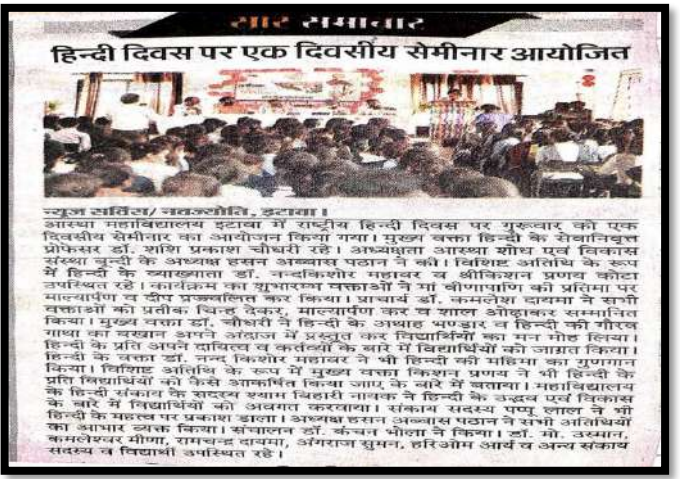 सार समाचार
हिन्दी दिवस पर एक दिवसीय सेमीनार आयोजित
न्यूज सर्विस/नवज्योति, इटावा।
आस्था महाविद्यालय इटावा में राष्ट्रीय हिन्दी दिवस पर गुरूवार को एक
दिवसीय सेमीनार का आयोजन किया गया। मुख्य वक्ता हिन्दी के सेवानिवृत्त
प्रोफेसर डॉ. शशि प्रकाश चौधरी रहे। अध्यक्षता आस्था शोध एवं विकास
संस्था बून्दी के अध्यक्ष हसन अब्बास पठान ने की। विशिष्ट अतिथि के रूप
में हिन्दी के व्याख्याता डॉ. नन्दकिशोर महावर व श्रीकिशन प्रणय कोटा
उपस्थित रहे। कार्यक्रम का शुभारम्भ वक्ताओं ने मां वीणापाणि की प्रतिमा पर
माल्यार्पण व दीप प्रज्वलित कर किया। प्राचार्य डॉ. कमलेश दायमा ने सभी
वक्ताओं को प्रतीक चिन्ह देकर, माल्यार्पण कर व शाल ओढ़ाकर सम्मानित
किया। मुख्य वक्ता डॉ. चौधरी ने हिन्दी के अथाह भण्डार व हिन्दी की गौरव
गाथा का बखान अपने अंदाज में प्रस्तुत कर विद्यार्थियों का मन मोह लिया।
हिन्दी के प्रति अपने दायित्व व कर्तव्यों के बारे में विद्यार्थियों को जाग्रत किया।
हिन्दी के वक्ता डॉ. नन्द किशोर महावर ने भी हिन्दी की महिमा का गुणगान
किया। विशिष्ट अतिथि के रूप में मुख्य वक्ता किशन प्रणय ने भी हिन्दी के
प्रति विद्यार्थियों को कैसे आकर्षित किया जाए के बारे में बताया। महाविद्यालय
के हिन्दी संकाय के सदस्य श्याम बिहारी नायक ने हिन्दी के उद्भव एवं विकास
के बारे में विद्यार्थियों को अवगत करवाया। संकाय सदस्य पप्पू लाल ने भी
हिन्दी के महत्व पर प्रकाश डाला। अध्यक्ष हसन अब्बास पठान ने सभी अतिथियों
का आभार व्यक्त किया। संचालन डॉ. कंचन भोला ने किया। डॉ. मो. उस्मान,
कमलेश्वर मीणा, रामचन्द्र दायमा, अंगराज सुमन, हरिओम आर्य व अन्य संकाय
सदस्य व विद्यार्थी उपस्थित रहे।